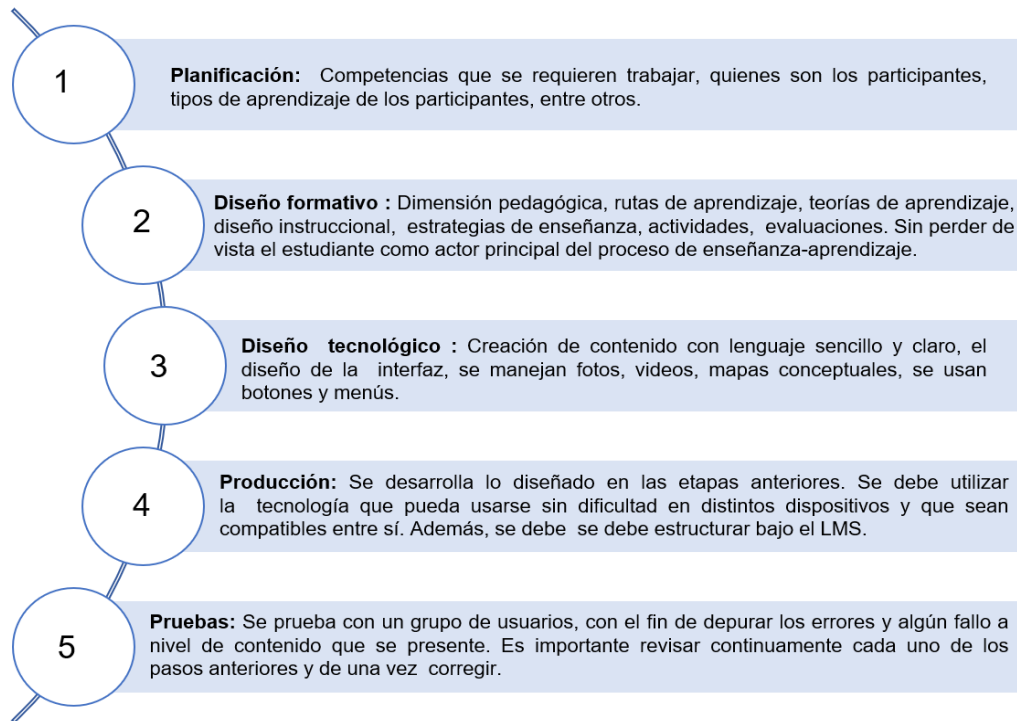 1
Planificación: Competencias que se requieren trabajar, quienes son los participantes,
tipos de aprendizaje de los participantes, entre otros.
2
Diseño formativo : Dimensión pedagógica, rutas de aprendizaje, teorías de aprendizaje,
diseño instruccional, estrategias de enseñanza, actividades, evaluaciones. Sin perder de
vista el estudiante como actor principal del proceso de enseñanza-aprendizaje.
3
Diseño tecnológico : Creación de contenido con lenguaje sencillo y claro, el
diseño de la interfaz, se manejan fotos, videos, mapas conceptuales, se usan
botones y menús.
4
Producción: Se desarrolla lo diseñado en las etapas anteriores. Se debe utilizar
la tecnología que pueda usarse sin dificultad en distintos dispositivos y que sean
compatibles entre sí. Además, se debe se debe estructurar bajo el LMS.
5
Pruebas: Se prueba con un grupo de usuarios, con el fin de depurar los errores y algún fallo a
nivel de contenido que se presente. Es importante revisar continuamente cada uno de los
pasos anteriores y de una vez corregir.